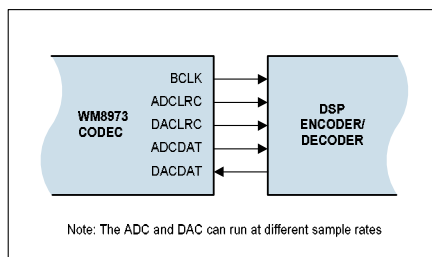 BCLK
ADCLRC
WM8973
CODEC
DACLRC
ADCDAT
DACDAT
DSP
ENCODER/
DECODER
Note: The ADC and DAC can run at different sample rates